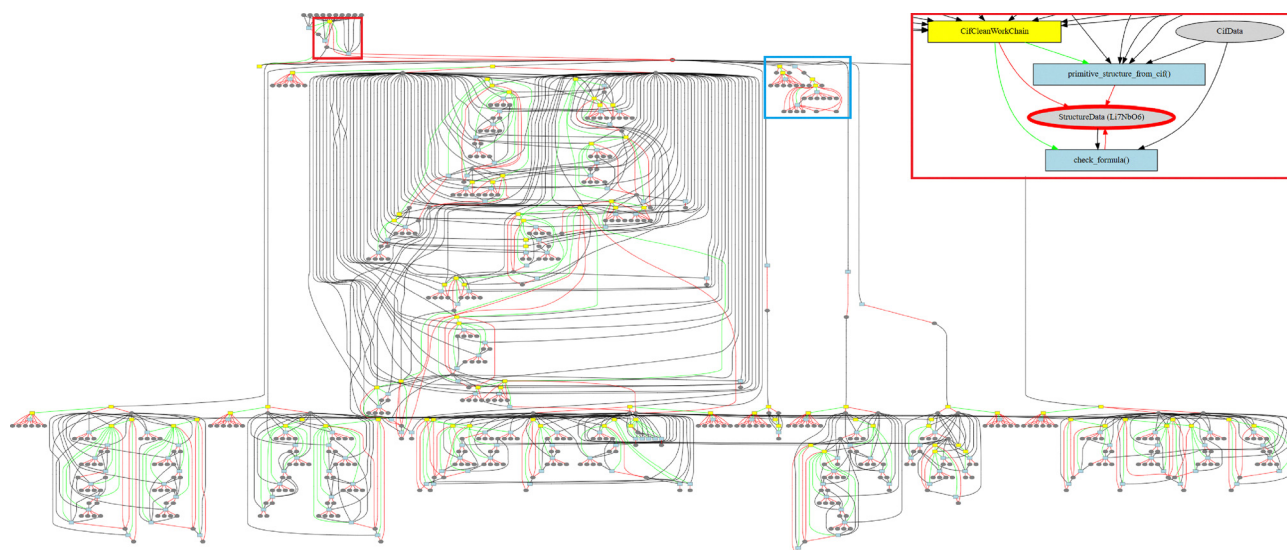 CifCleanWorkChain
CifData
primitive_structure_from_cif()
StructureData (Li7NbO6)
check_formula()